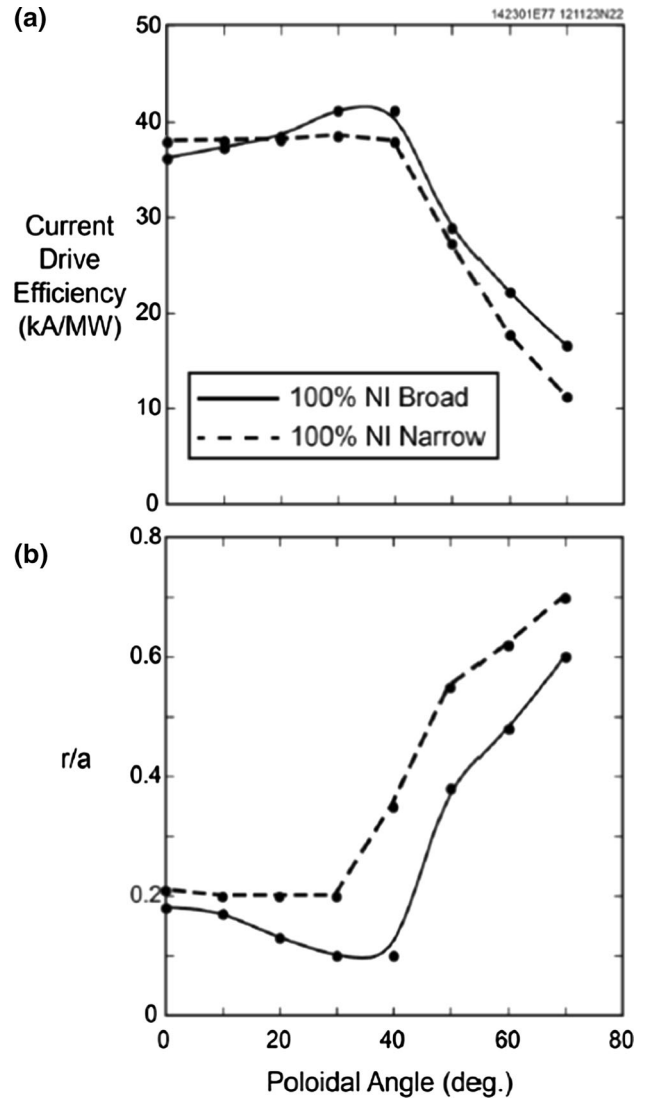 (a)
142301E77 121123N22
50
40
30
20
10
0
Current
Drive
Efficiency
(kA/MW)
100% NI Broad
100% NI Narrow
(b)
0.8
0.6
0.4
0.2
0
r/a
0 20 40 60 80
Poloidal Angle (deg.)